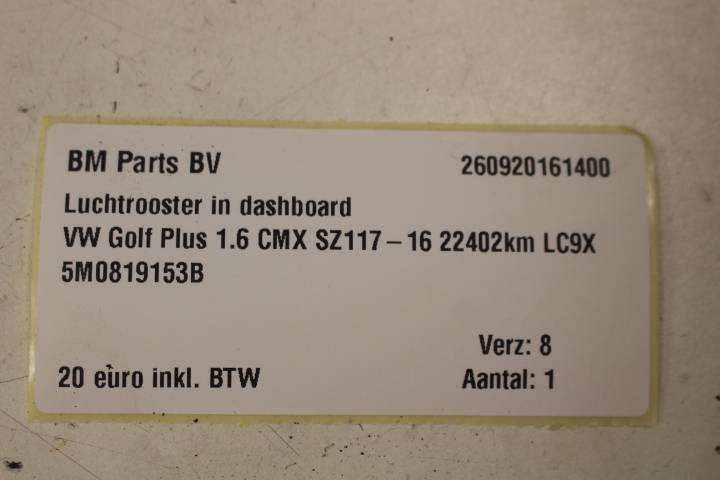 BM Parts BV 260920161400
Luchtrooster in dashboard
VW Golf Plus 1.6 CMX SZ117-16 22402km LC9X
5M0819153B
Verz: 8
20 euro inkl. BTW Aantal: 1